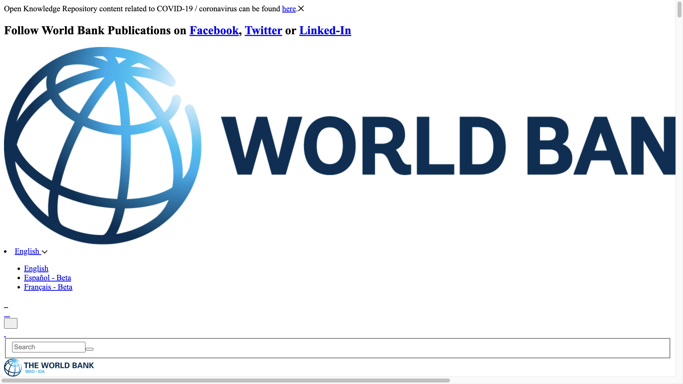 Open Knowledge Repository content related to COVID-19 / coronavirus can be found here.
Follow World Bank Publications on Facebook, Twitter or Linked-In
WORLD BAN
English
English
Español - Beta
Français - Beta
Search
THE WORLD BANK
IBRD • IDA